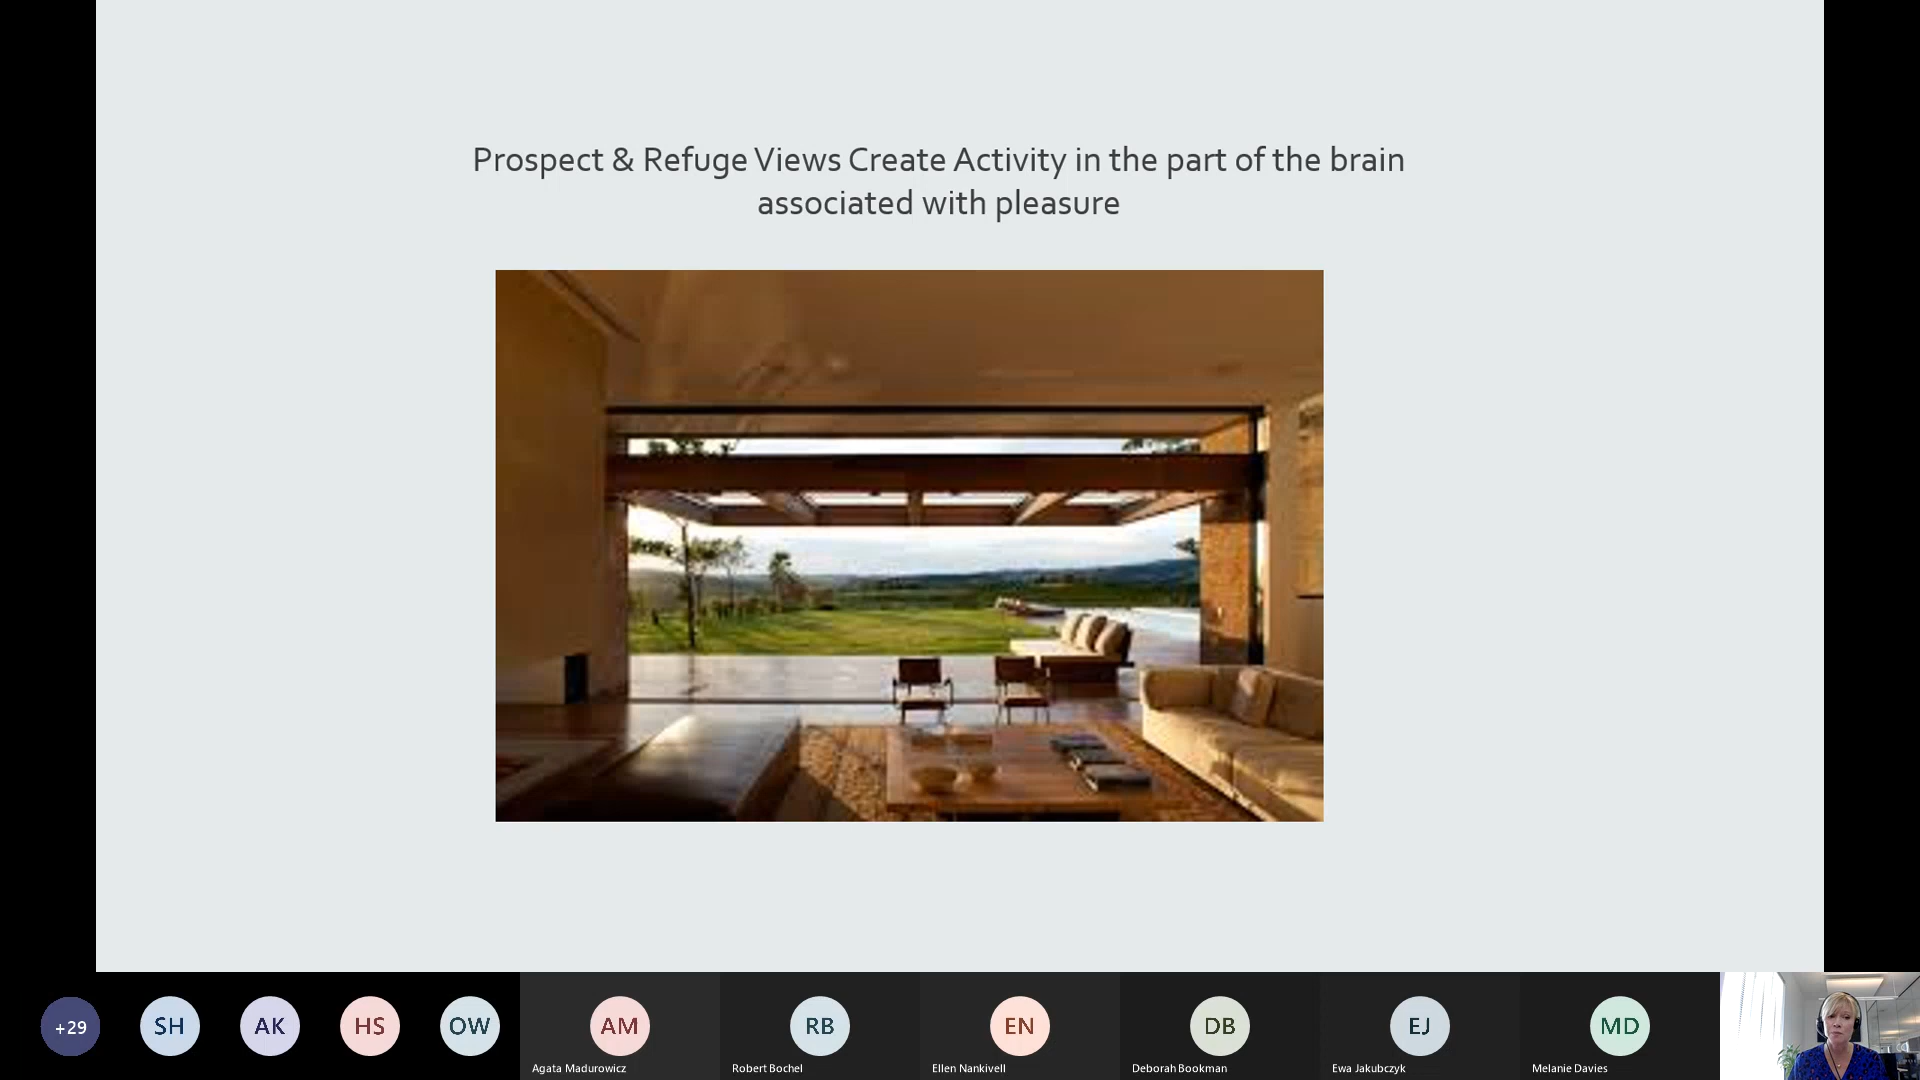 Prospect & Refuge Views Create Activity in the part of the brain
associated with pleasure
+29
SH
AK
HS
OW
AM
RB
EN
DB
EJ
MD
Agata Madurowicz
Robert Bochel
Ellen Nankivell
Deborah Bookman
Ewa Jakubczyk
Melanie Davies